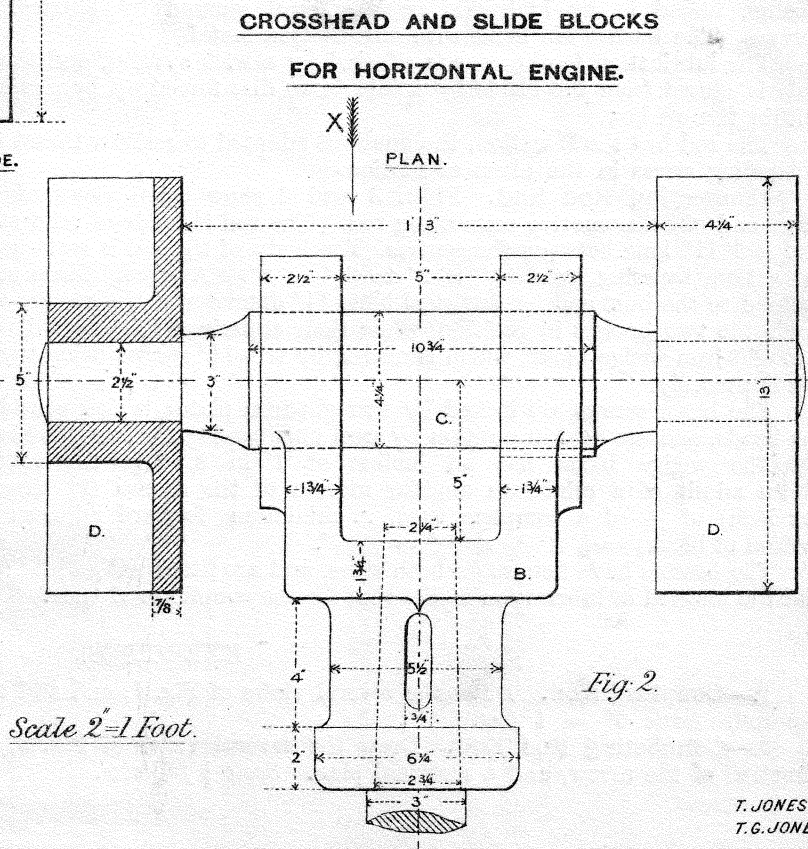 CROSSHEAD AND SLIDE BLOCKS
FOR HORIZONTAL ENGINE.
X
DE.
PLAN.
1' 3"
4¼"
2½"
5"
2½"
10¾"
5"
2½"
3"
4¼"
C.
13"
5"
1¾"
1¾"
2¼"
D.
1¾"
B.
D.
⅞"
4"
5½"
Fig. 2.
¾"
Scale 2"=1 Foot.
2"
6¼"
2¾"
3"
T. JONES
T. G. JONE